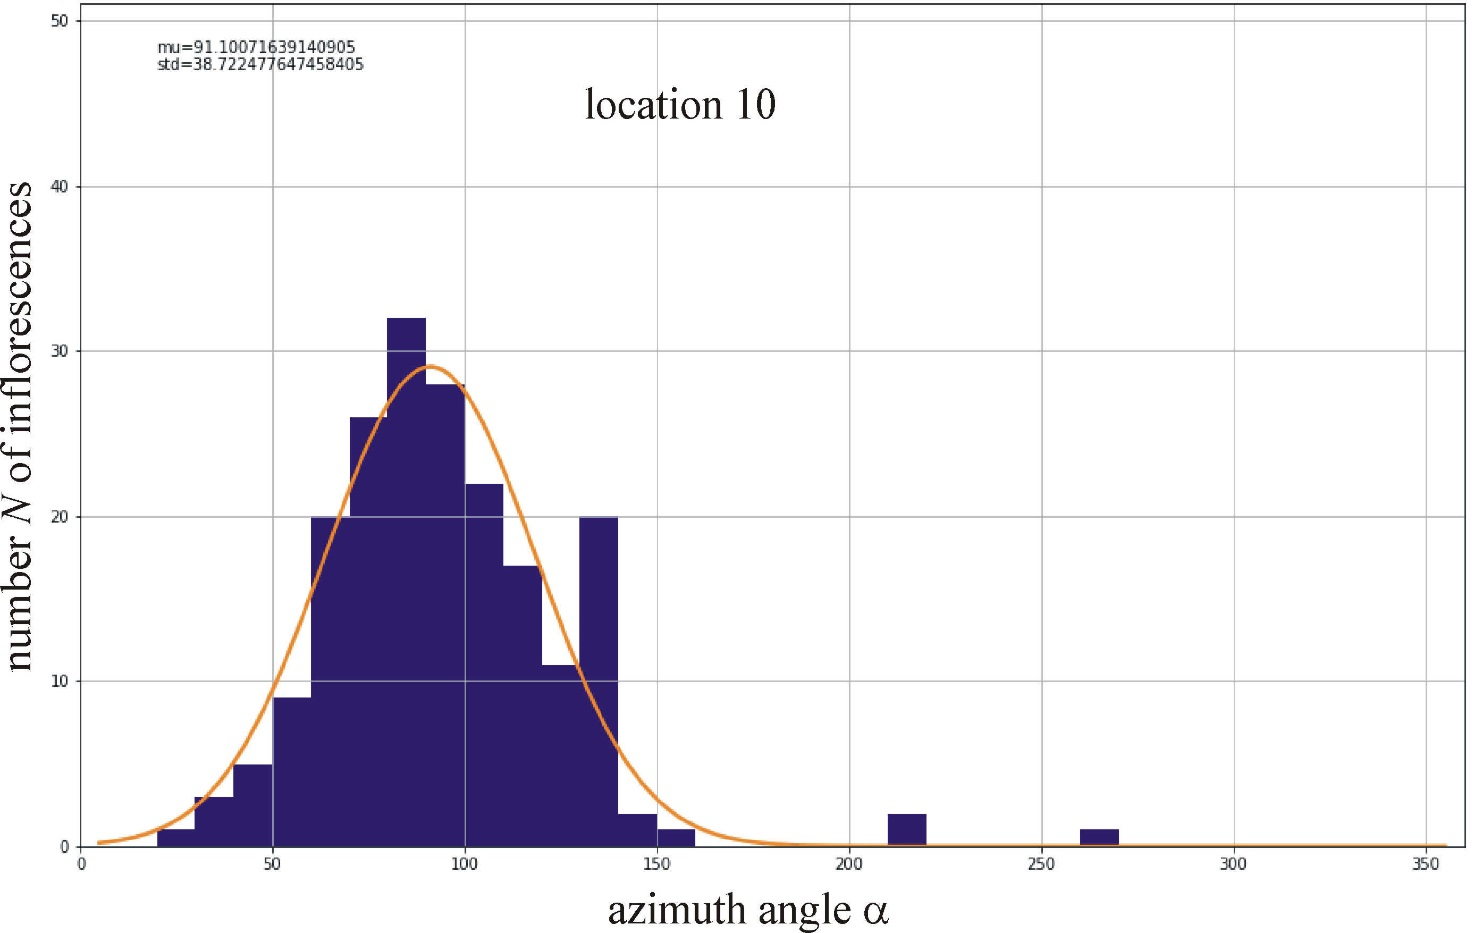 50
mu=91.10071639140905
std=38.722477647458405
location 10
40
30
20
10
0
number N of inflorescences
0 50 100 150 200 250 300 350
azimuth angle α